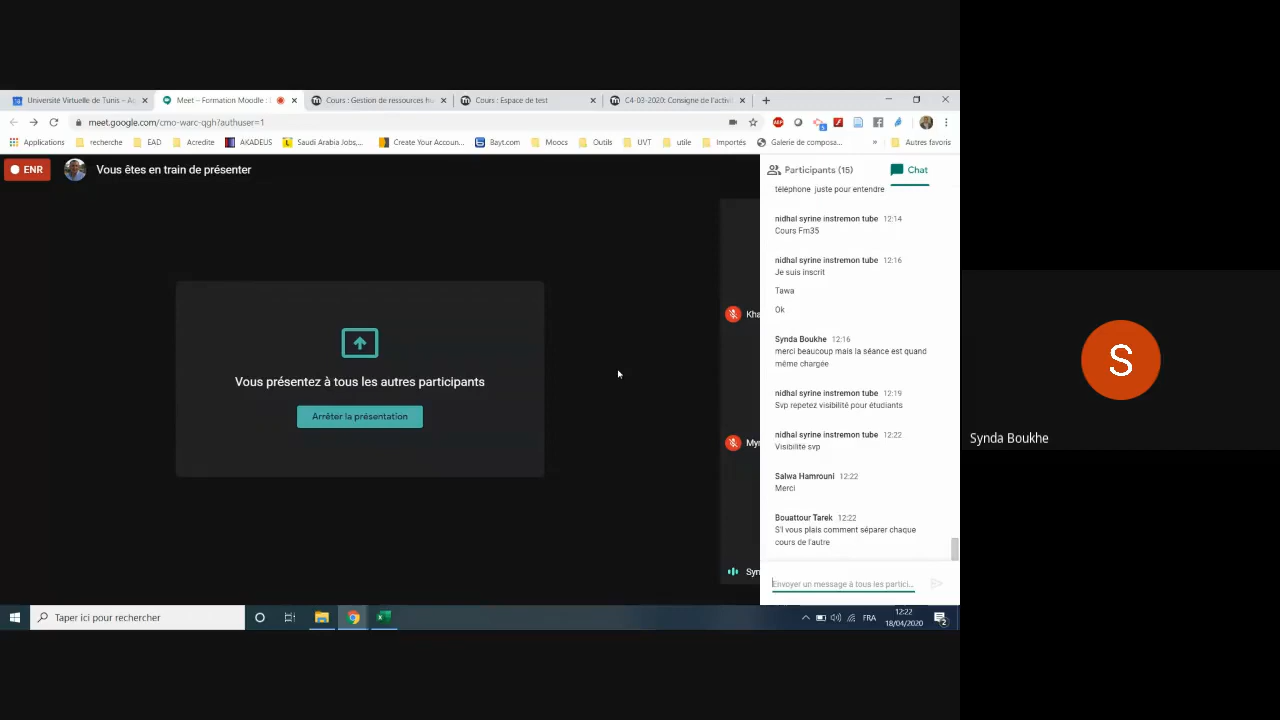 Université Virtuelle de Tunis – Ag
Meet – Formation Moodle :
Cours : Gestion de ressources hu
Cours : Espace de test
C4-03-2020: Consigne de l'activi
meet.google.com/cmo-warc-qgh?authuser=1
Applications
recherche
EAD
Acredite
AKADEUS
Saudi Arabia Jobs,...
Create Your Accoun...
Bayt.com
Moocs
Outils
UVT
utile
Importés
Galerie de composa...
»
Autres favoris
ENR
Vous êtes en train de présenter
Participants (15)
Chat
téléphone juste pour entendre
nidhal syrine instremon tube 12:14
Cours Fm35
nidhal syrine instremon tube 12:16
Je suis inscrit
Tawa
Ok
Synda Boukhe 12:16
merci beaucoup mais la séance est quand
même chargée
nidhal syrine instremon tube 12:19
Svp repetez visibilité pour étudiants
nidhal syrine instremon tube 12:22
Visibilite svp
Salwa Hamrouni 12:22
Merci
Bouattour Tarek 12:22
S'l vous plais comment séparer chaque
cours de l'autre
Envoyer un message à tous les partici...
Vous présentez à tous les autres participants
Arrêter la présentation
Kha
Myr
Syn
S
Synda Boukhe
Taper ici pour rechercher
FRA
12:22
18/04/2020
2